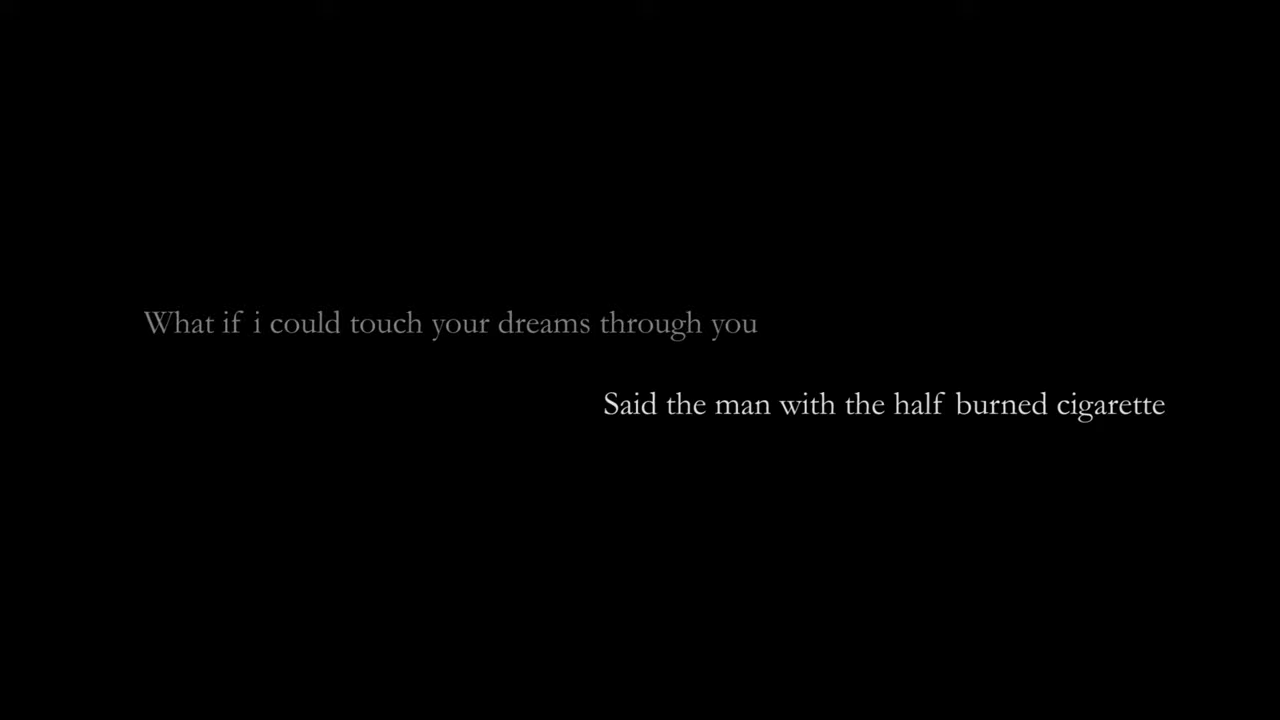 What if i could touch your dreams through you
Said the man with the half burned cigarette